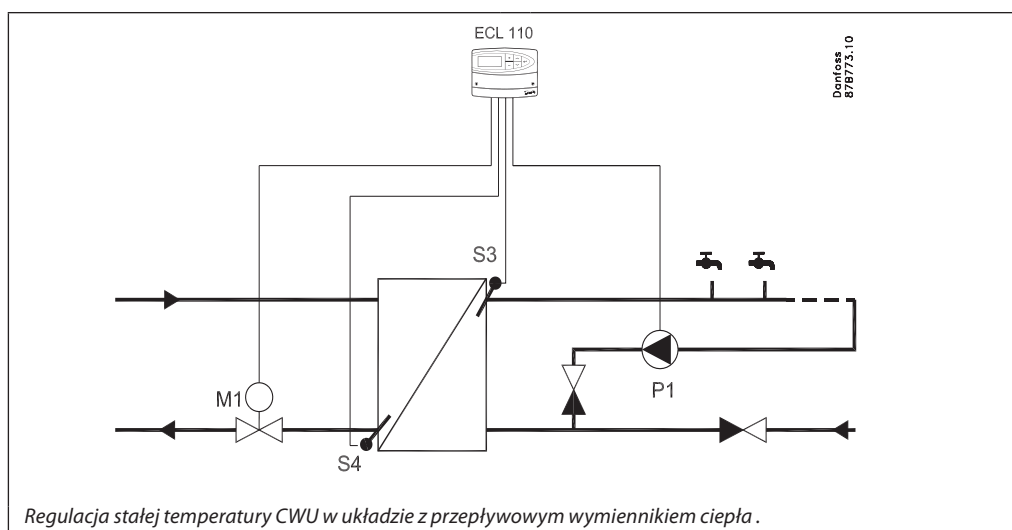 ECL 110
Danfoss
87B773.10
S3
M1
P1
S4
Regulacja stałej temperatury CWU w układzie z przepływowym wymiennikiem ciepła .